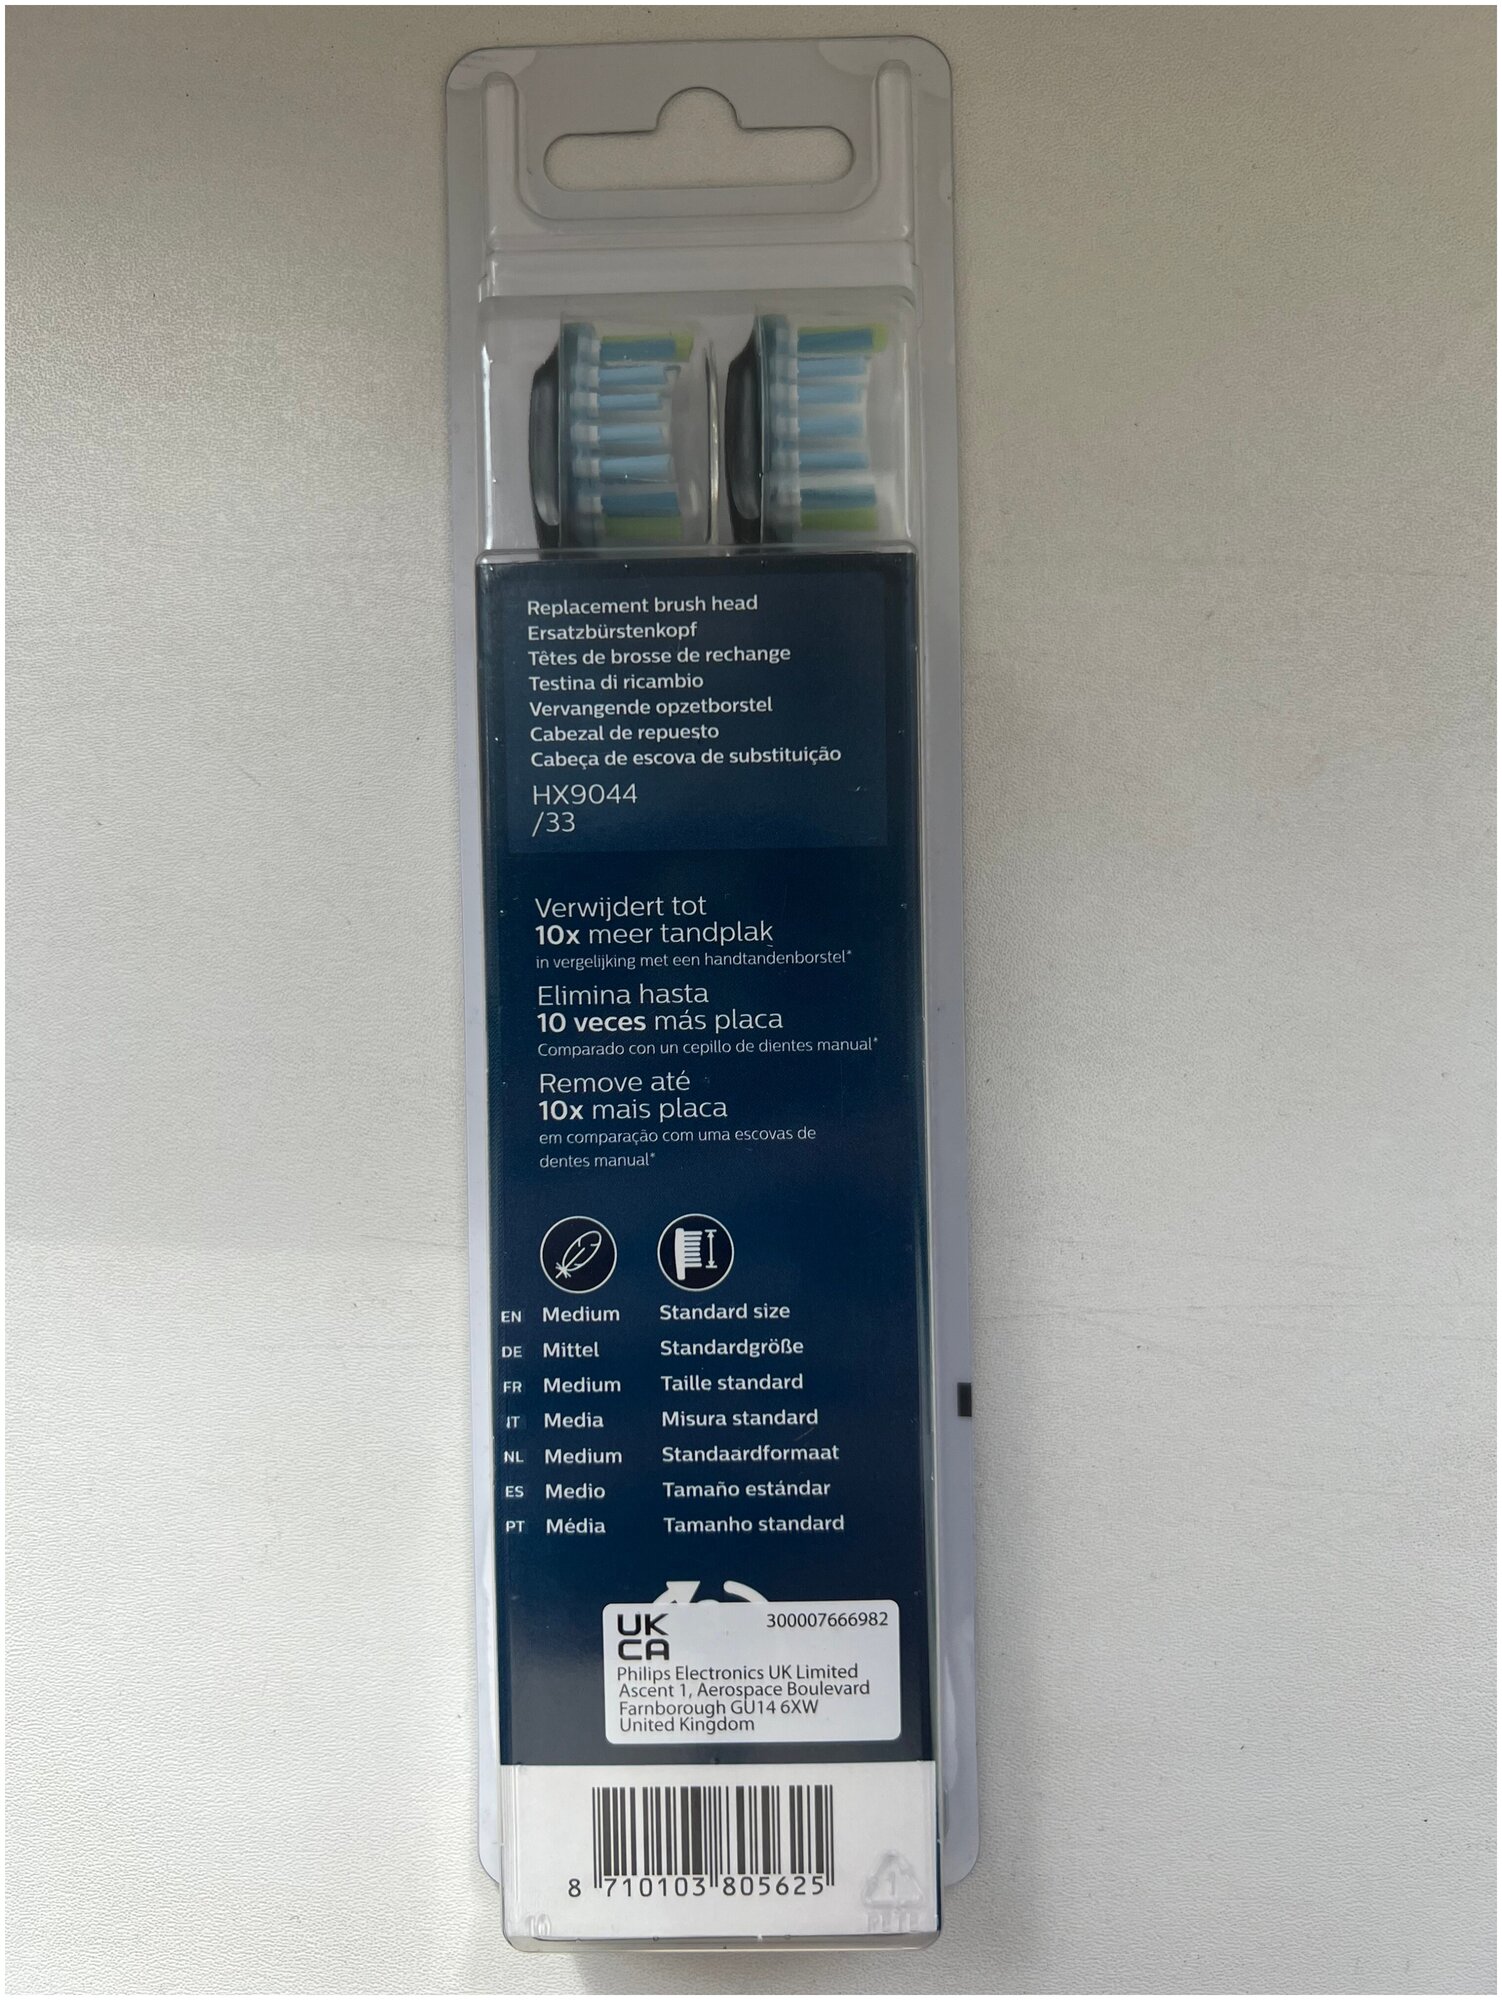 Replacement brush head
Ersatzbürstenkopf
Têtes de brosse de rechange
Testina di ricambio
Vervangende opzetborstel
Cabezal de repuesto
Cabeça de escova de substituição
HX9044
/33
Verwijdert tot
10x meer tandplak
in vergelijking met een handtandenborstel*
Elimina hasta
10 veces más placa
Comparado con un cepillo de dientes manual*
Remove até
10x mais placa
em comparação com uma escovas de
dentes manual*
EN Medium Standard size
DE Mittel Standardgröße
FR Medium Taille standard
IT Media Misura standard
NL Medium Standaardformaat
ES Medio Tamaño estándar
PT Média Tamanho standard
UK 300007666982
CA
Philips Electronics UK Limited
Ascent 1, Aerospace Boulevard
Farnborough GU14 6XW
United Kingdom
8 710103 805625
1
10